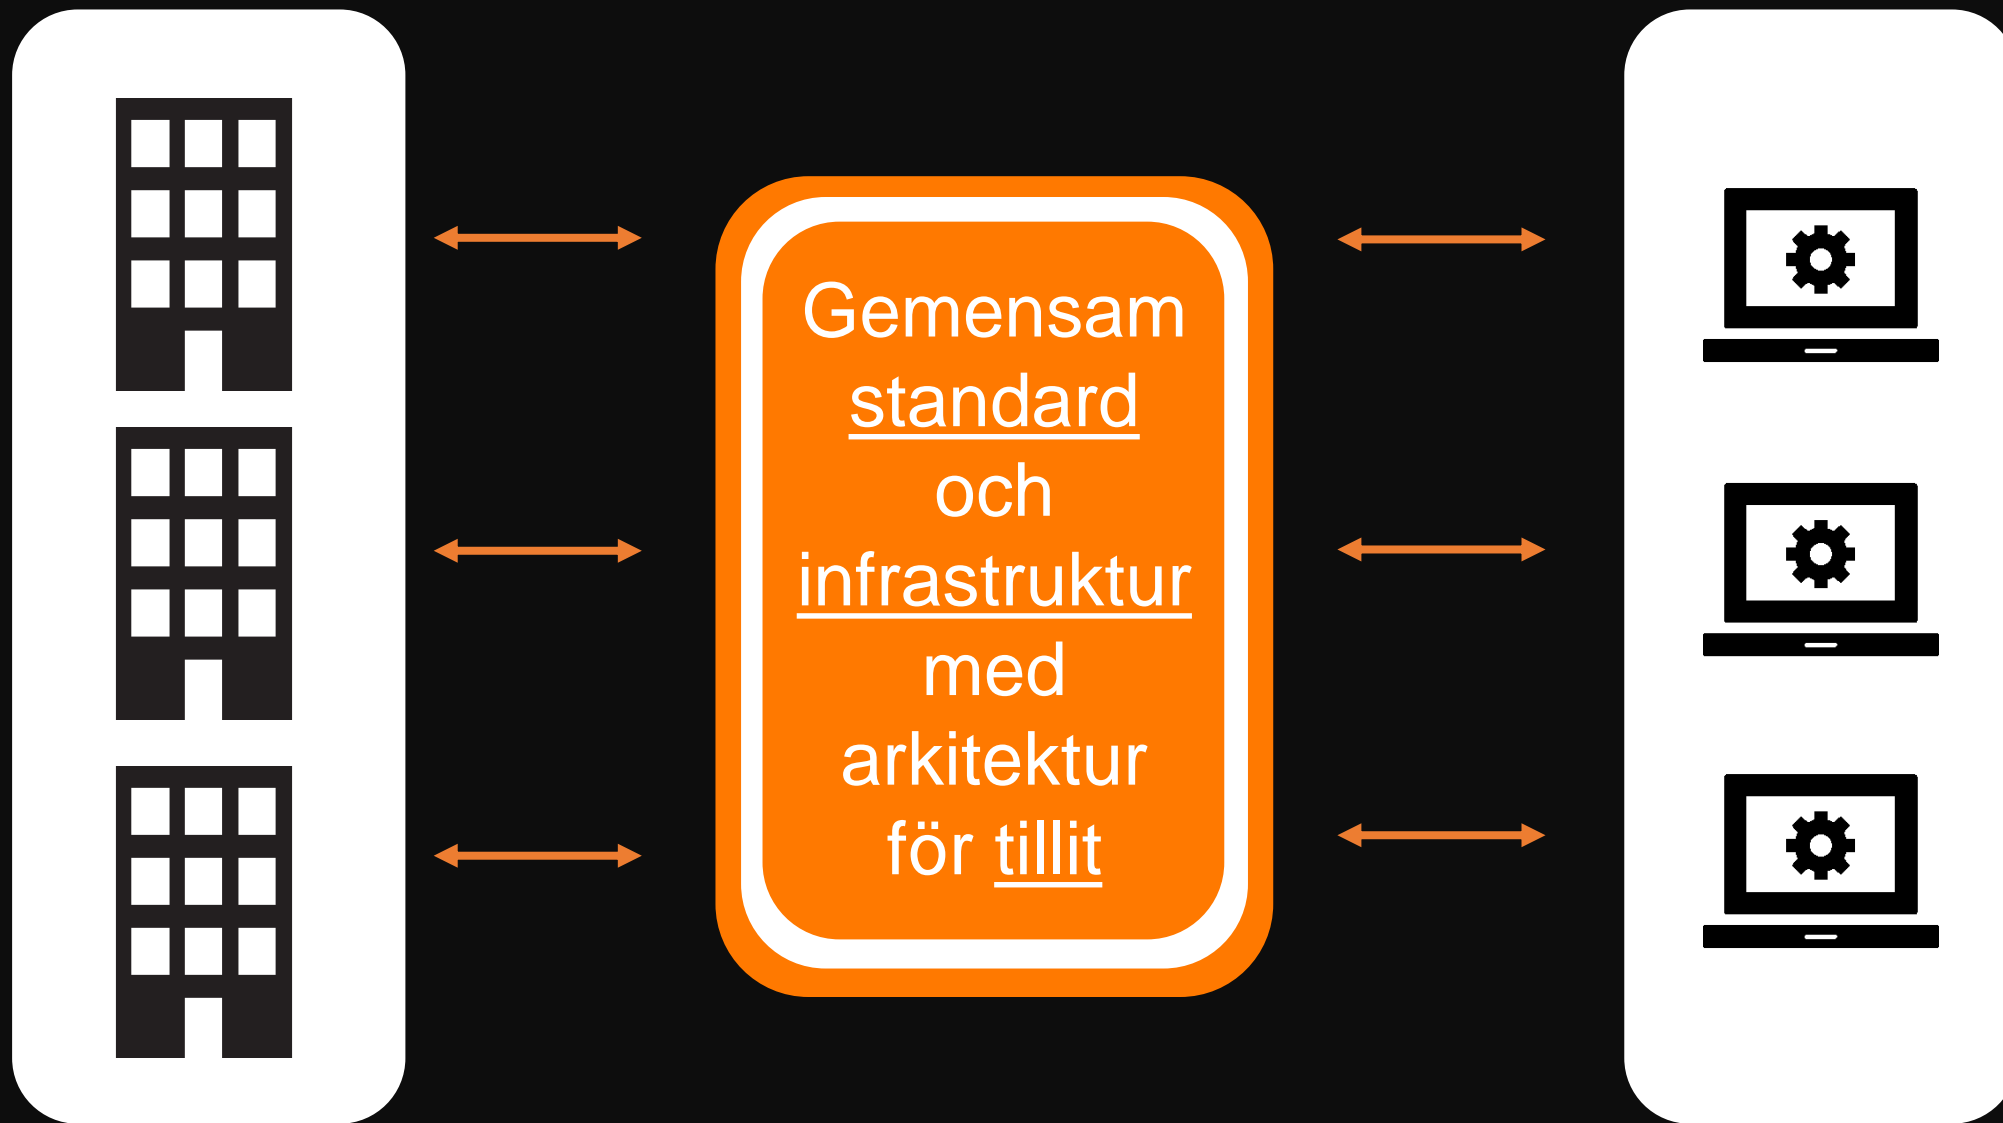 Gemensam
standard
och
infrastruktur
med
arkitektur
för tillit